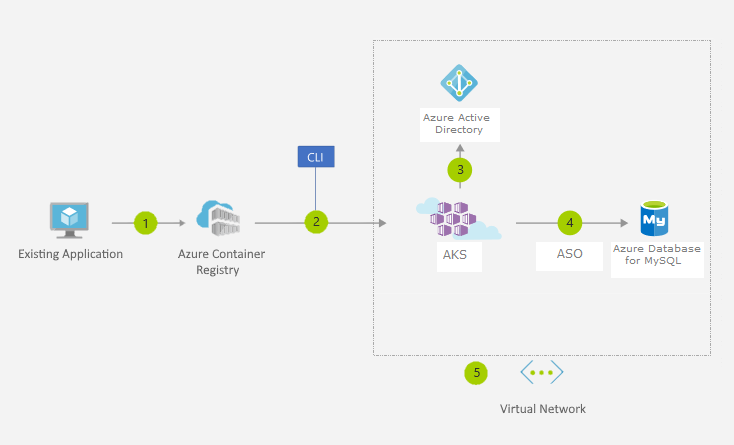 Azure Active
Directory
CLI
3
1
2
4
My
Existing Application
Azure Container
Registry
AKS
ASO
Azure Database
for MySQL
5
Virtual Network